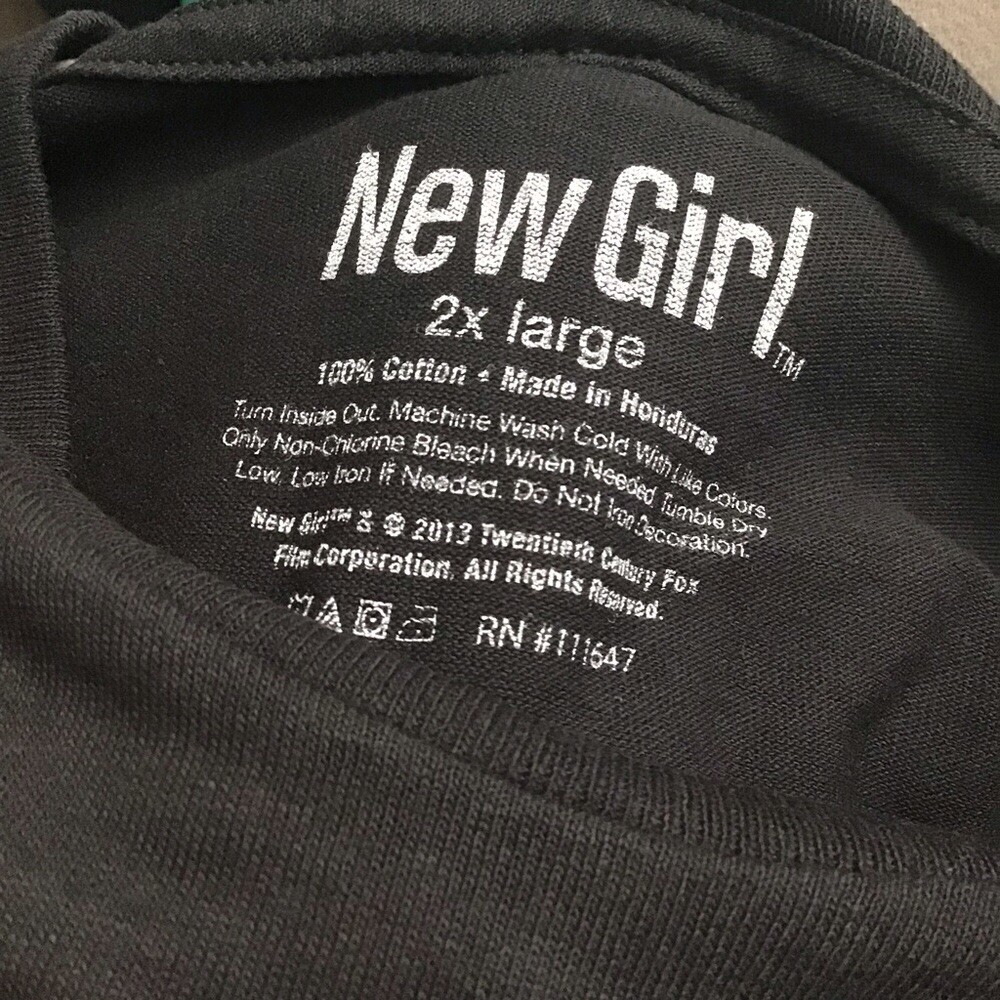 New Girl™
2x large
100% Cotton • Made in Honduras
Turn Inside Out. Machine Wash Cold With Like Colors.
Only Non-Chlorine Bleach When Needed. Tumble Dry
Low. Low Iron If Needed. Do Not Iron Decoration.
New Girl™ & © 2013 Twentieth Century Fox
Film Corporation. All Rights Reserved.
RN #111647